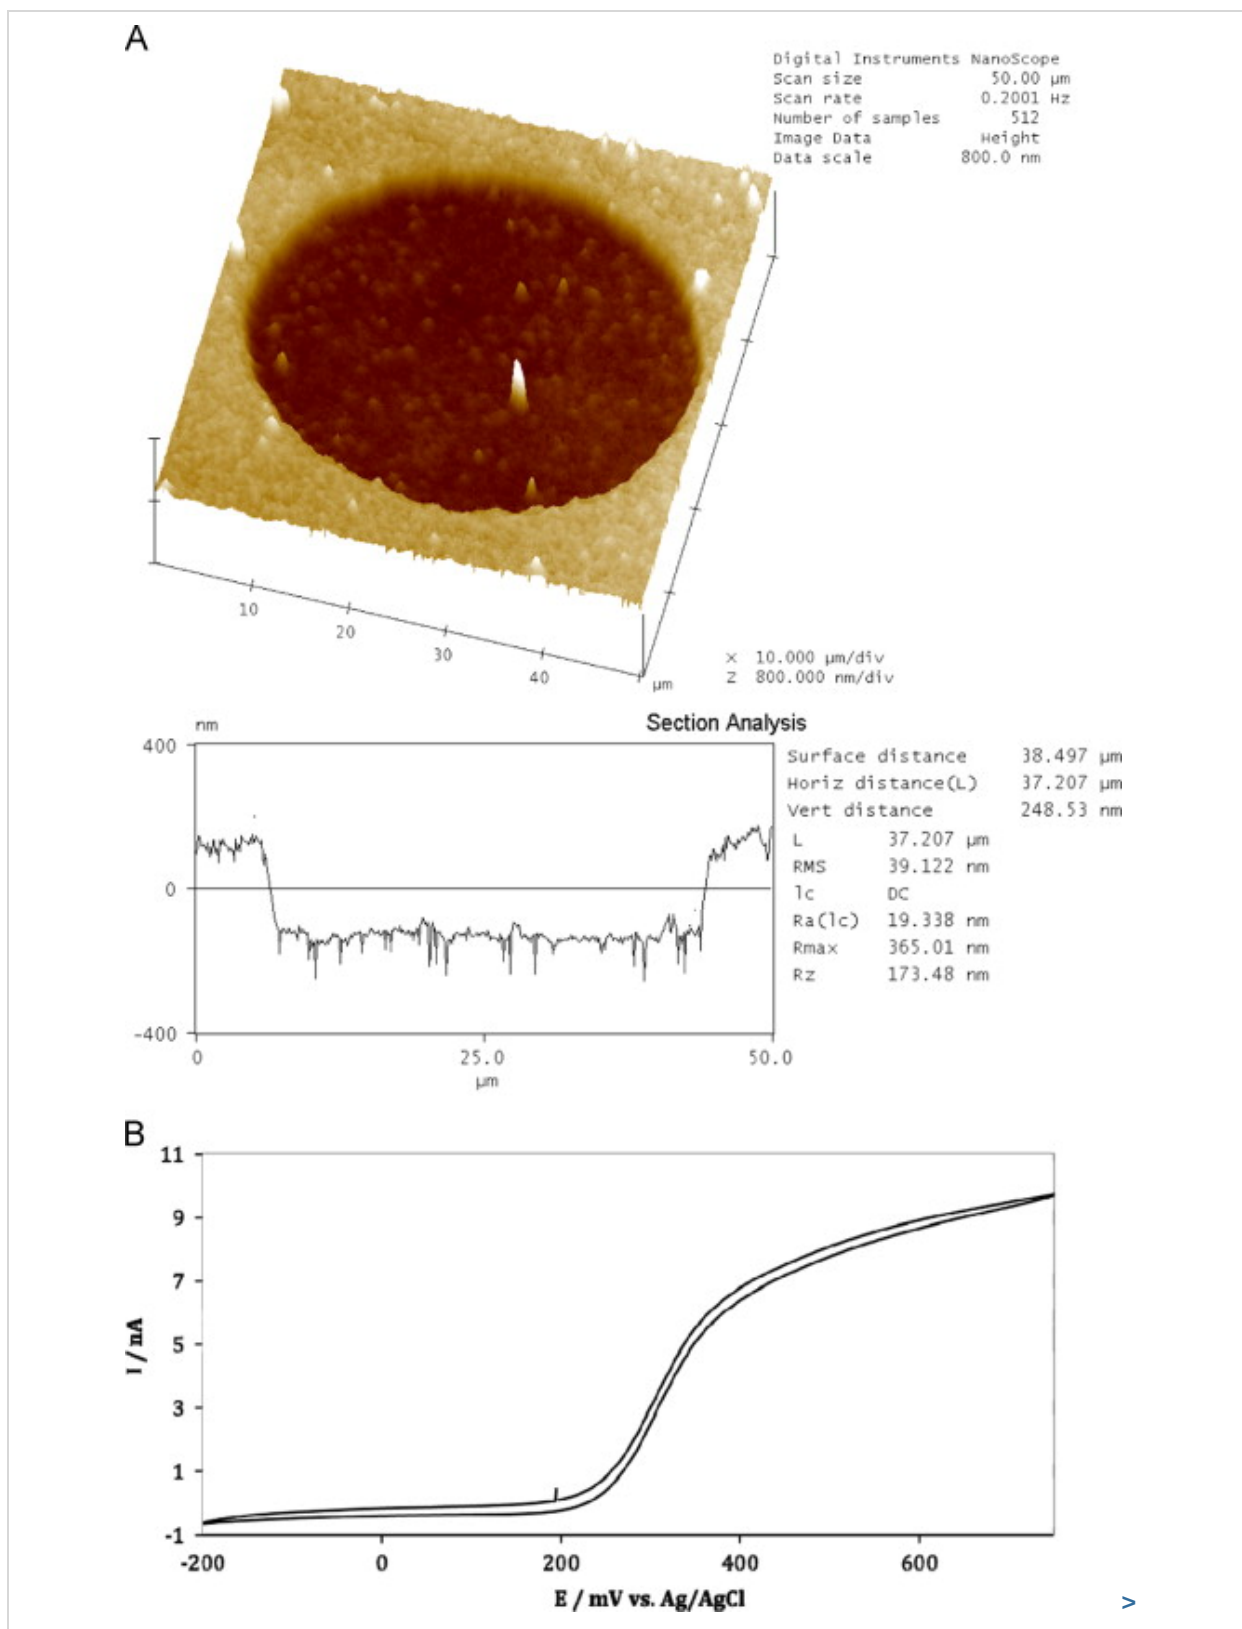 A
Digital Instruments NanoScope
Scan size 50.00 µm
Scan rate 0.2001 Hz
Number of samples 512
Image Data Height
Data scale 800.0 nm
10
20
30
40
µm
X 10.000 µm/div
Z 800.000 nm/div
Section Analysis
nm
400
0
-400
0
25.0
50.0
µm
Surface distance 38.497 µm
Horiz distance(L) 37.207 µm
Vert distance 248.53 nm
L 37.207 µm
RMS 39.122 nm
lc DC
Ra(lc) 19.338 nm
Rmax 365.01 nm
Rz 173.48 nm
B
11
9
7
5
3
1
-1
I / nA
-200
0
200
400
600
E / mV vs. Ag/AgCl
>